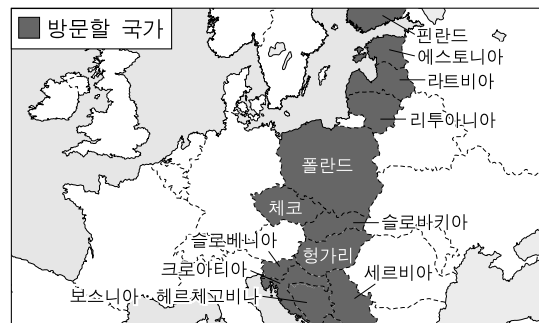 방문할 국가
핀란드
에스토니아
라트비아
리투아니아
폴란드
체코
슬로바키아
슬로베니아
헝가리
크로아티아
세르비아
보스니아·헤르체고비나